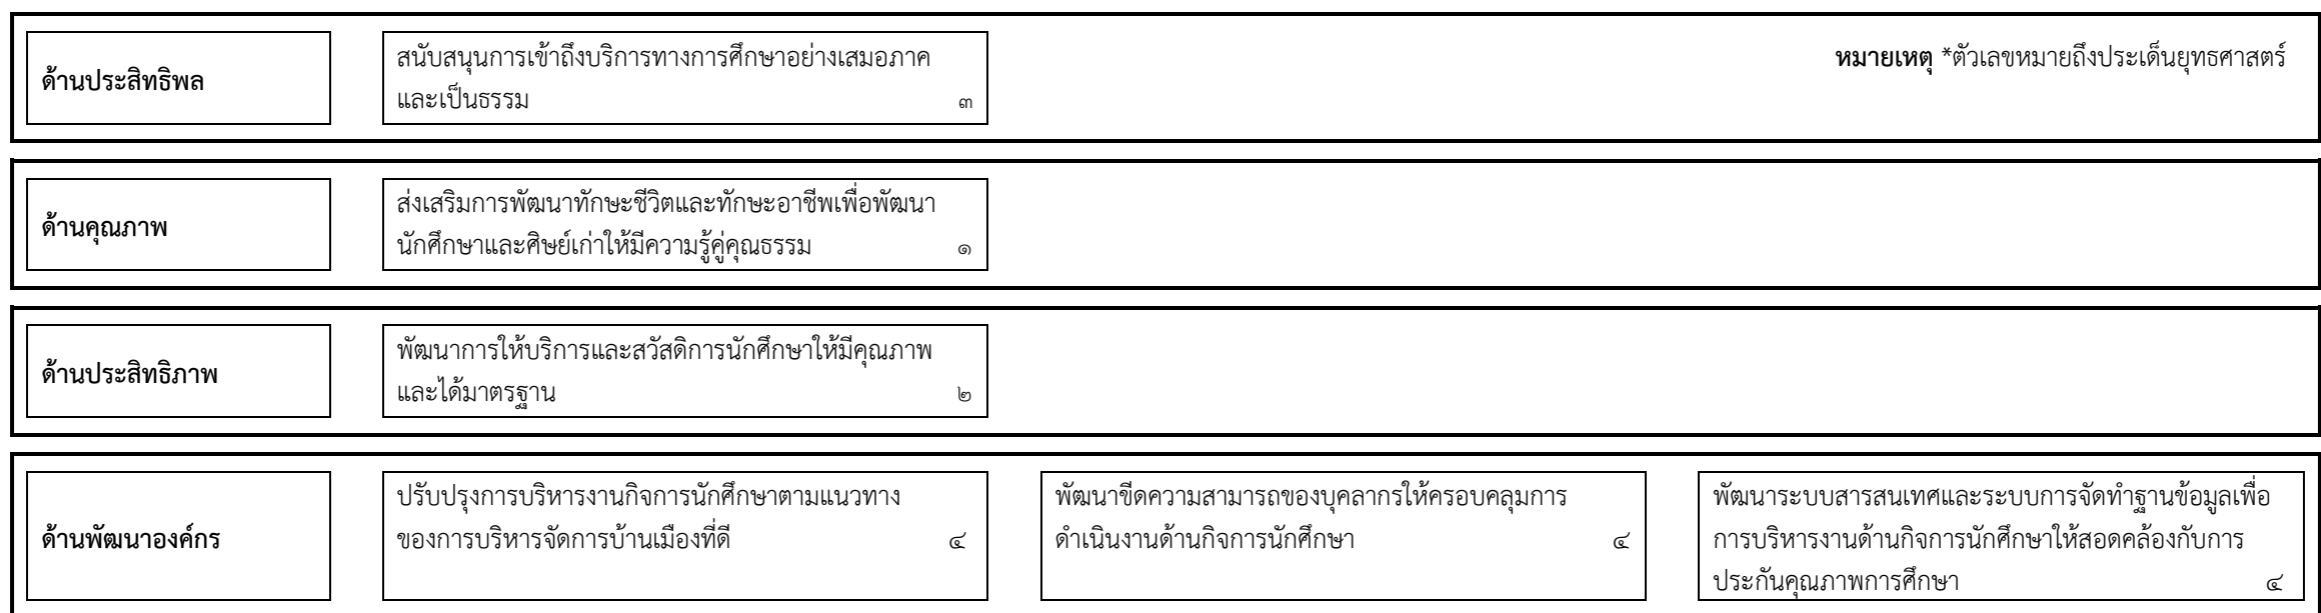 ด้านประสิทธิพล
สนับสนุนการเข้าถึงบริการทางการศึกษาอย่างเสมอภาค
และเป็นธรรม ๓
หมายเหตุ *ตัวเลขหมายถึงประเด็นยุทธศาสตร์
ด้านคุณภาพ
ส่งเสริมการพัฒนาทักษะชีวิตและทักษะอาชีพเพื่อพัฒนา
นักศึกษาและศิษย์เก่าให้มีความรู้คู่คุณธรรม ๑
ด้านประสิทธิภาพ
พัฒนาการให้บริการและสวัสดิการนักศึกษาให้มีคุณภาพ
และได้มาตรฐาน ๒
ด้านพัฒนาองค์กร
ปรับปรุงการบริหารงานกิจการนักศึกษาตามแนวทาง
ของการบริหารจัดการบ้านเมืองที่ดี ๔
พัฒนาขีดความสามารถของบุคลากรให้ครอบคลุมการ
ดำเนินงานด้านกิจการนักศึกษา ๔
พัฒนาระบบสารสนเทศและระบบการจัดทำฐานข้อมูลเพื่อ
การบริหารงานด้านกิจการนักศึกษาให้สอดคล้องกับการ
ประกันคุณภาพการศึกษา ๔